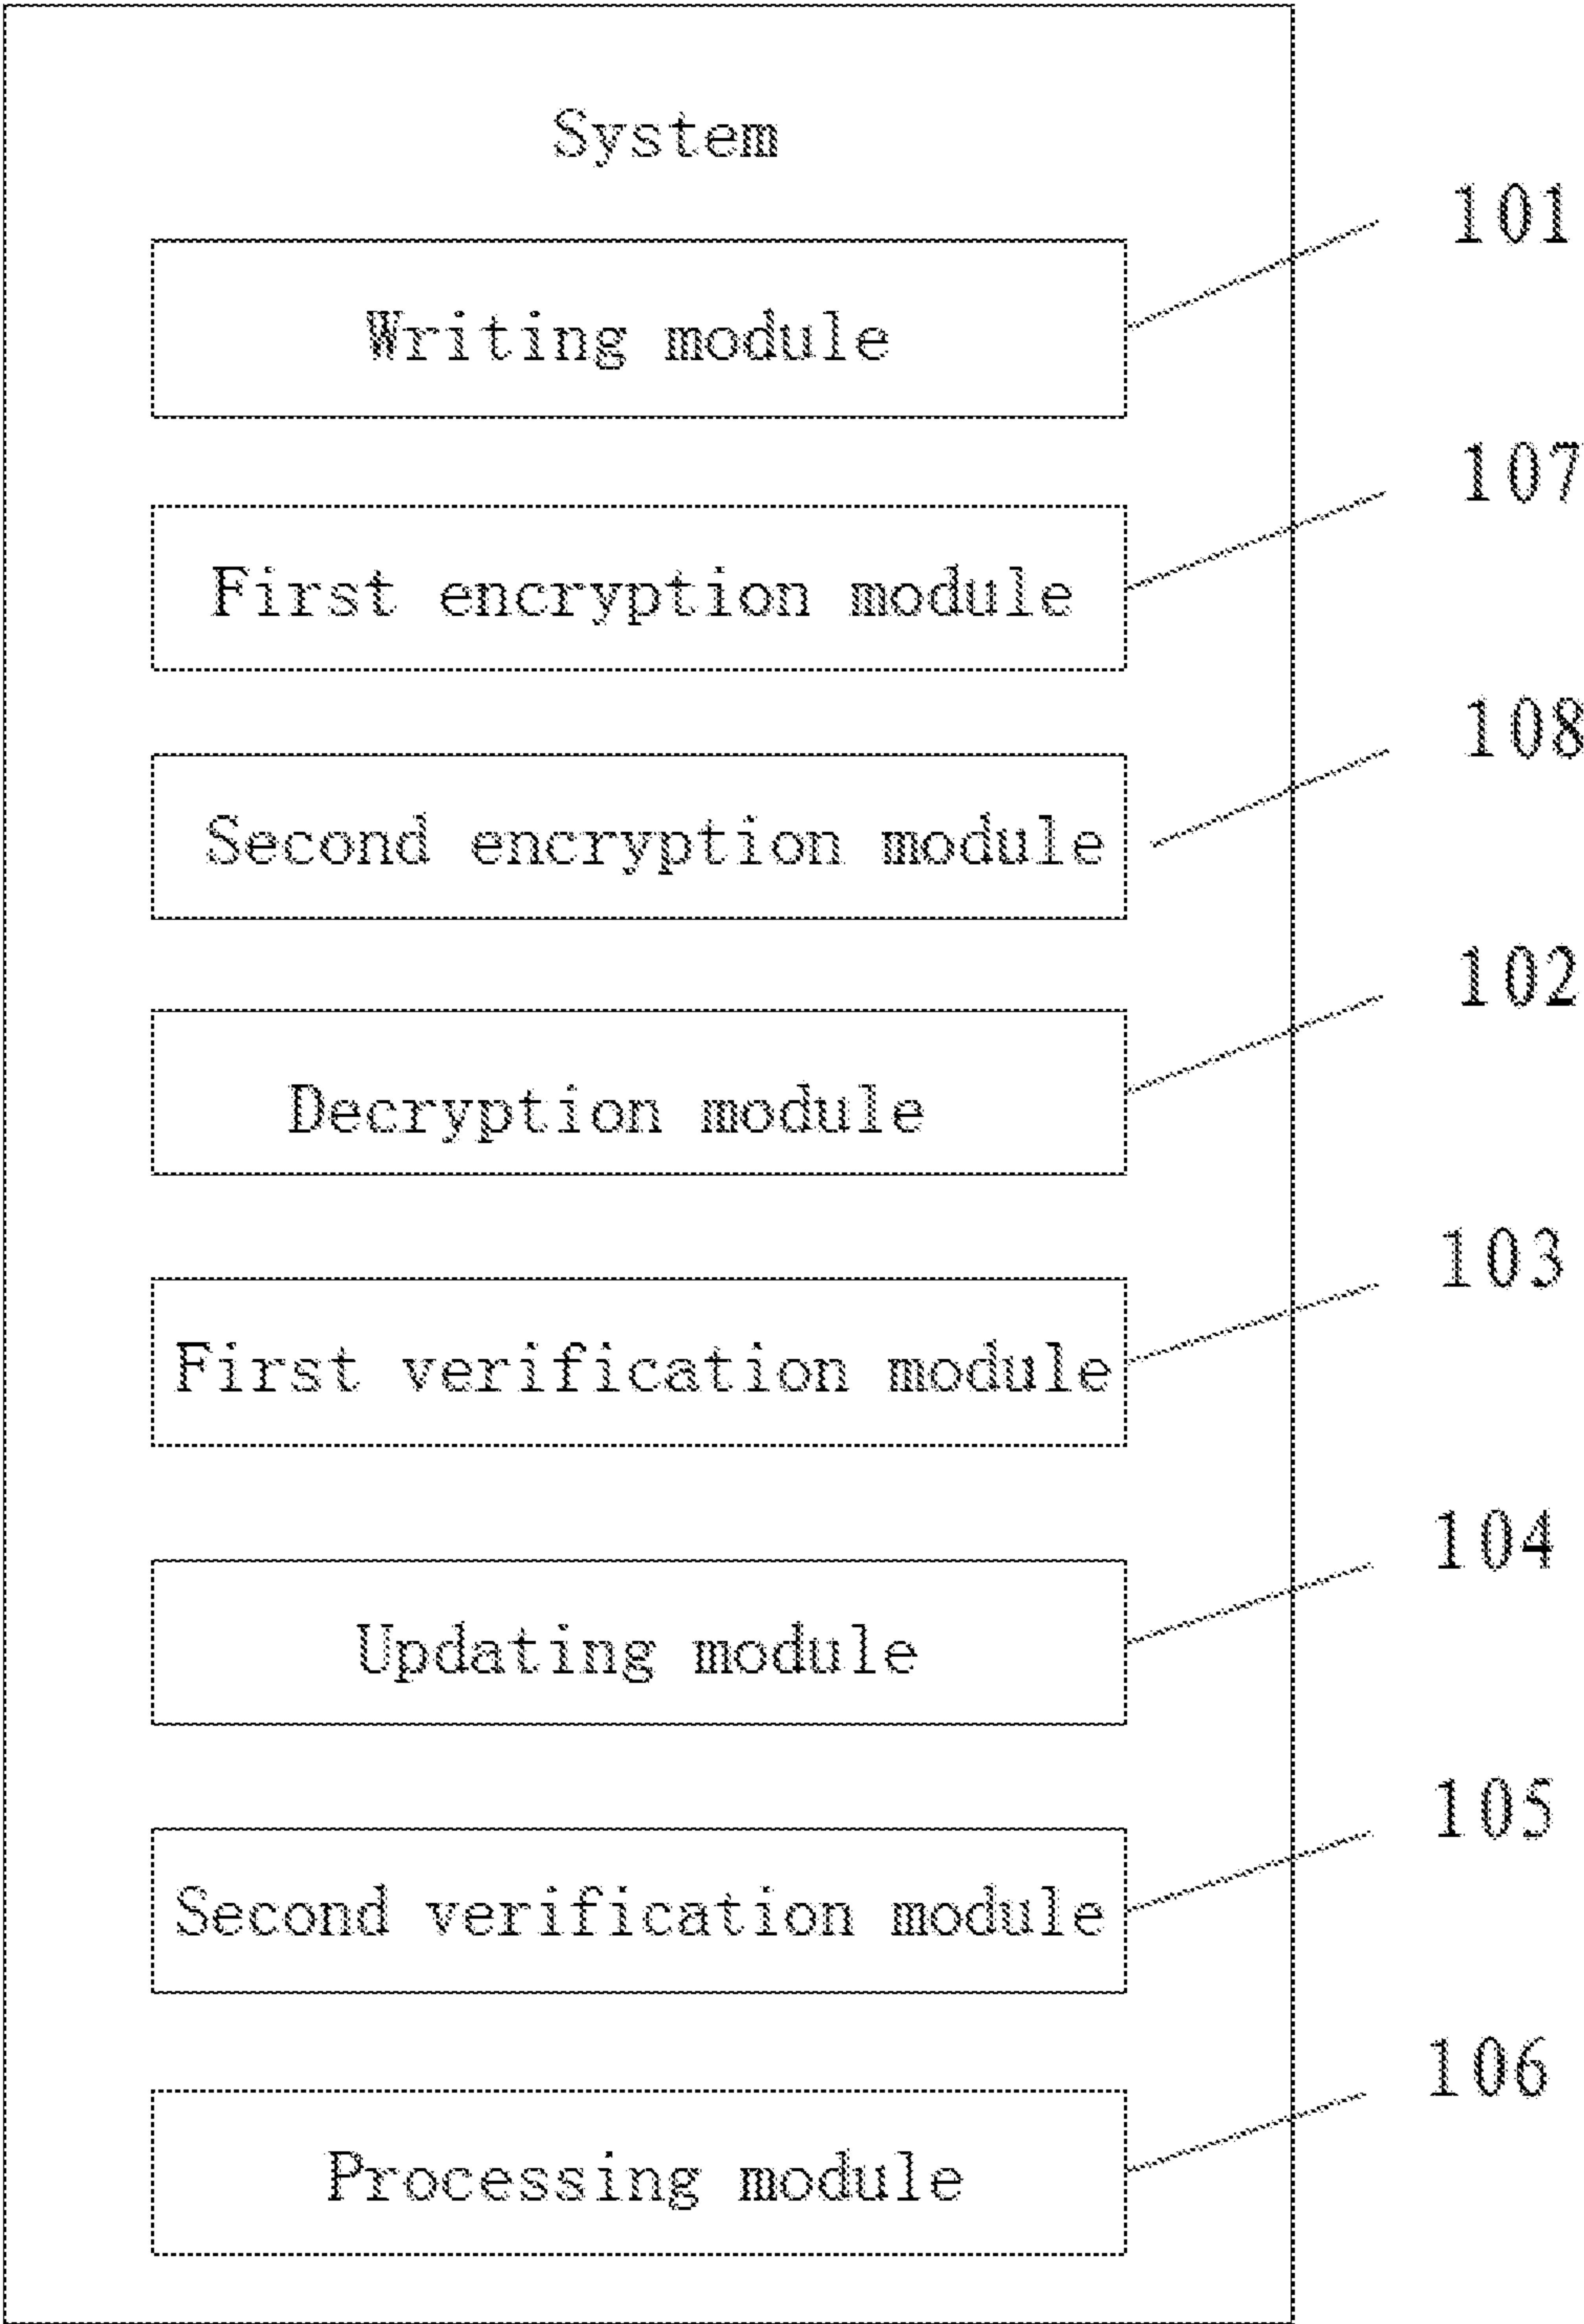 System
101
Writing module
107
First encryption module
108
Second encryption module
102
Decryption module
103
First verification module
104
Updating module
105
Second verification module
106
Processing module